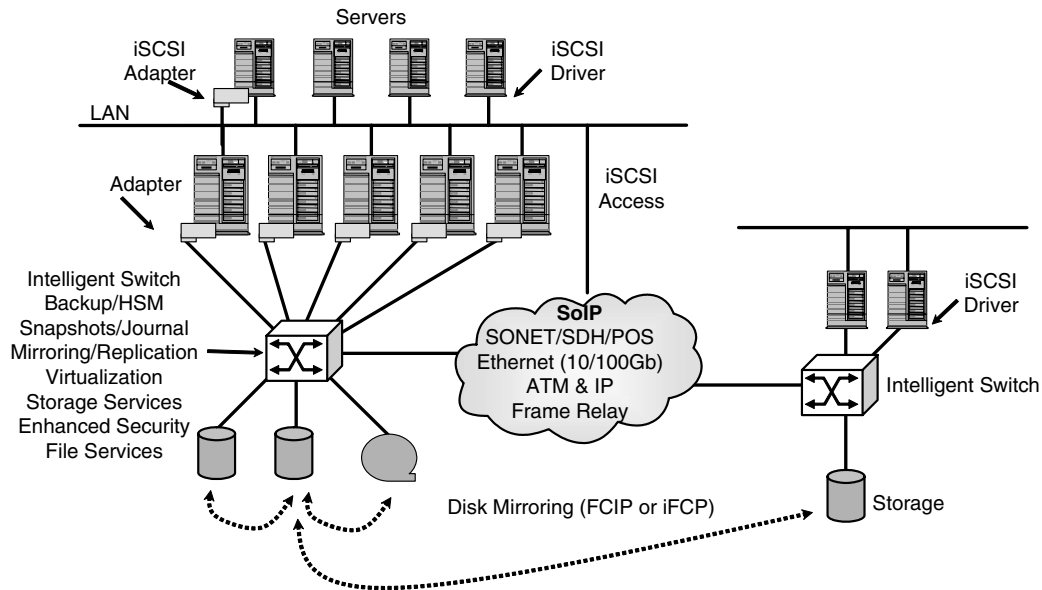 Servers
iSCSI
Adapter
iSCSI
Driver
LAN
Adapter
iSCSI
Access
Intelligent Switch
Backup/HSM
Snapshots/Journal
Mirroring/Replication
Virtualization
Storage Services
Enhanced Security
File Services
SoIP
SONET/SDH/POS
Ethernet (10/100Gb)
ATM & IP
Frame Relay
iSCSI
Driver
Intelligent Switch
Disk Mirroring (FCIP or iFCP)
Storage